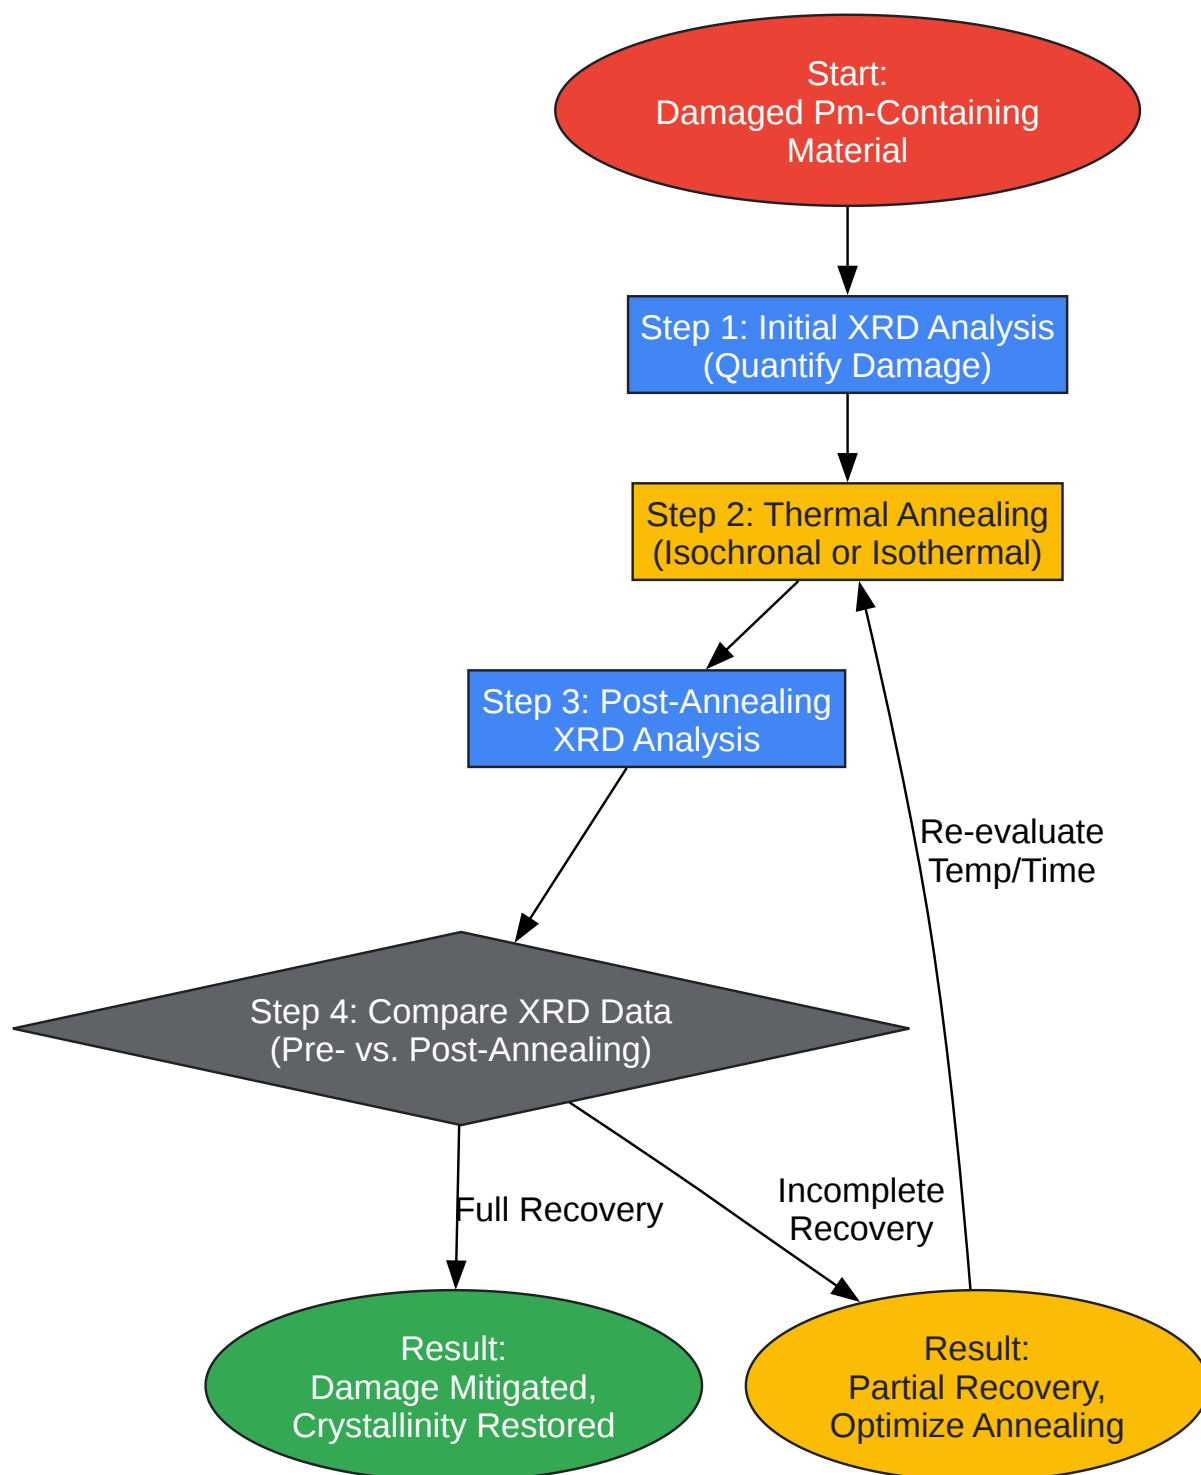 Start:
Damaged Pm-Containing
Material
Step 1: Initial XRD Analysis
(Quantify Damage)
Step 2: Thermal Annealing
(Isochronal or Isothermal)
Step 3: Post-Annealing
XRD Analysis
Re-evaluate
Temp/Time
Step 4: Compare XRD Data
(Pre- vs. Post-Annealing)
Full Recovery
Incomplete
Recovery
Result:
Damage Mitigated,
Crystallinity Restored
Result:
Partial Recovery,
Optimize Annealing